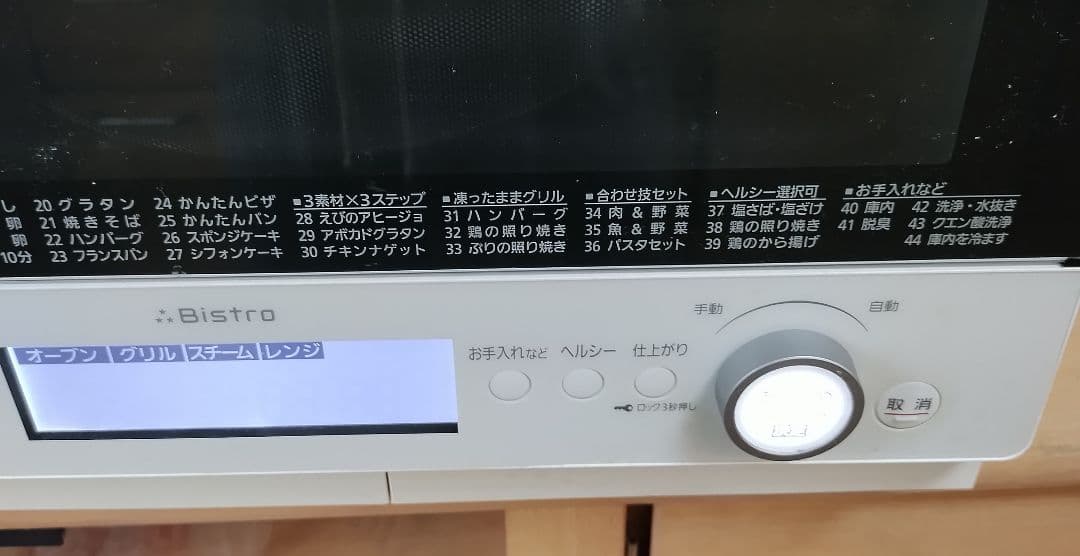 し 20 グラタン 24 かんたんピザ ■3素材×3ステップ ■凍ったままグリル ■合わせ技セット ■ヘルシー選択可 ■お手入れなど
卵 21 焼きそば 25 かんたんパン 28 えびのアヒージョ 31 ハンバーグ 34 肉&野菜 37 塩さば・塩ざけ 40 庫内 42 洗浄・水抜き
卵 22 ハンバーグ 26 スポンジケーキ 29 アボカドグラタン 32 鶏の照り焼き 35 魚&野菜 38 鶏の照り焼き 41 脱臭 43 クエン酸洗浄
10分 23 フランスパン 27 シフォンケーキ 30 チキンナゲット 33 ぶりの照り焼き 36 パスタセット 39 鶏のから揚げ 44 庫内を冷ます
Bistro
手動 自動
オーブン グリル スチーム レンジ
お手入れなど ヘルシー 仕上がり
ロック3秒押し
取消